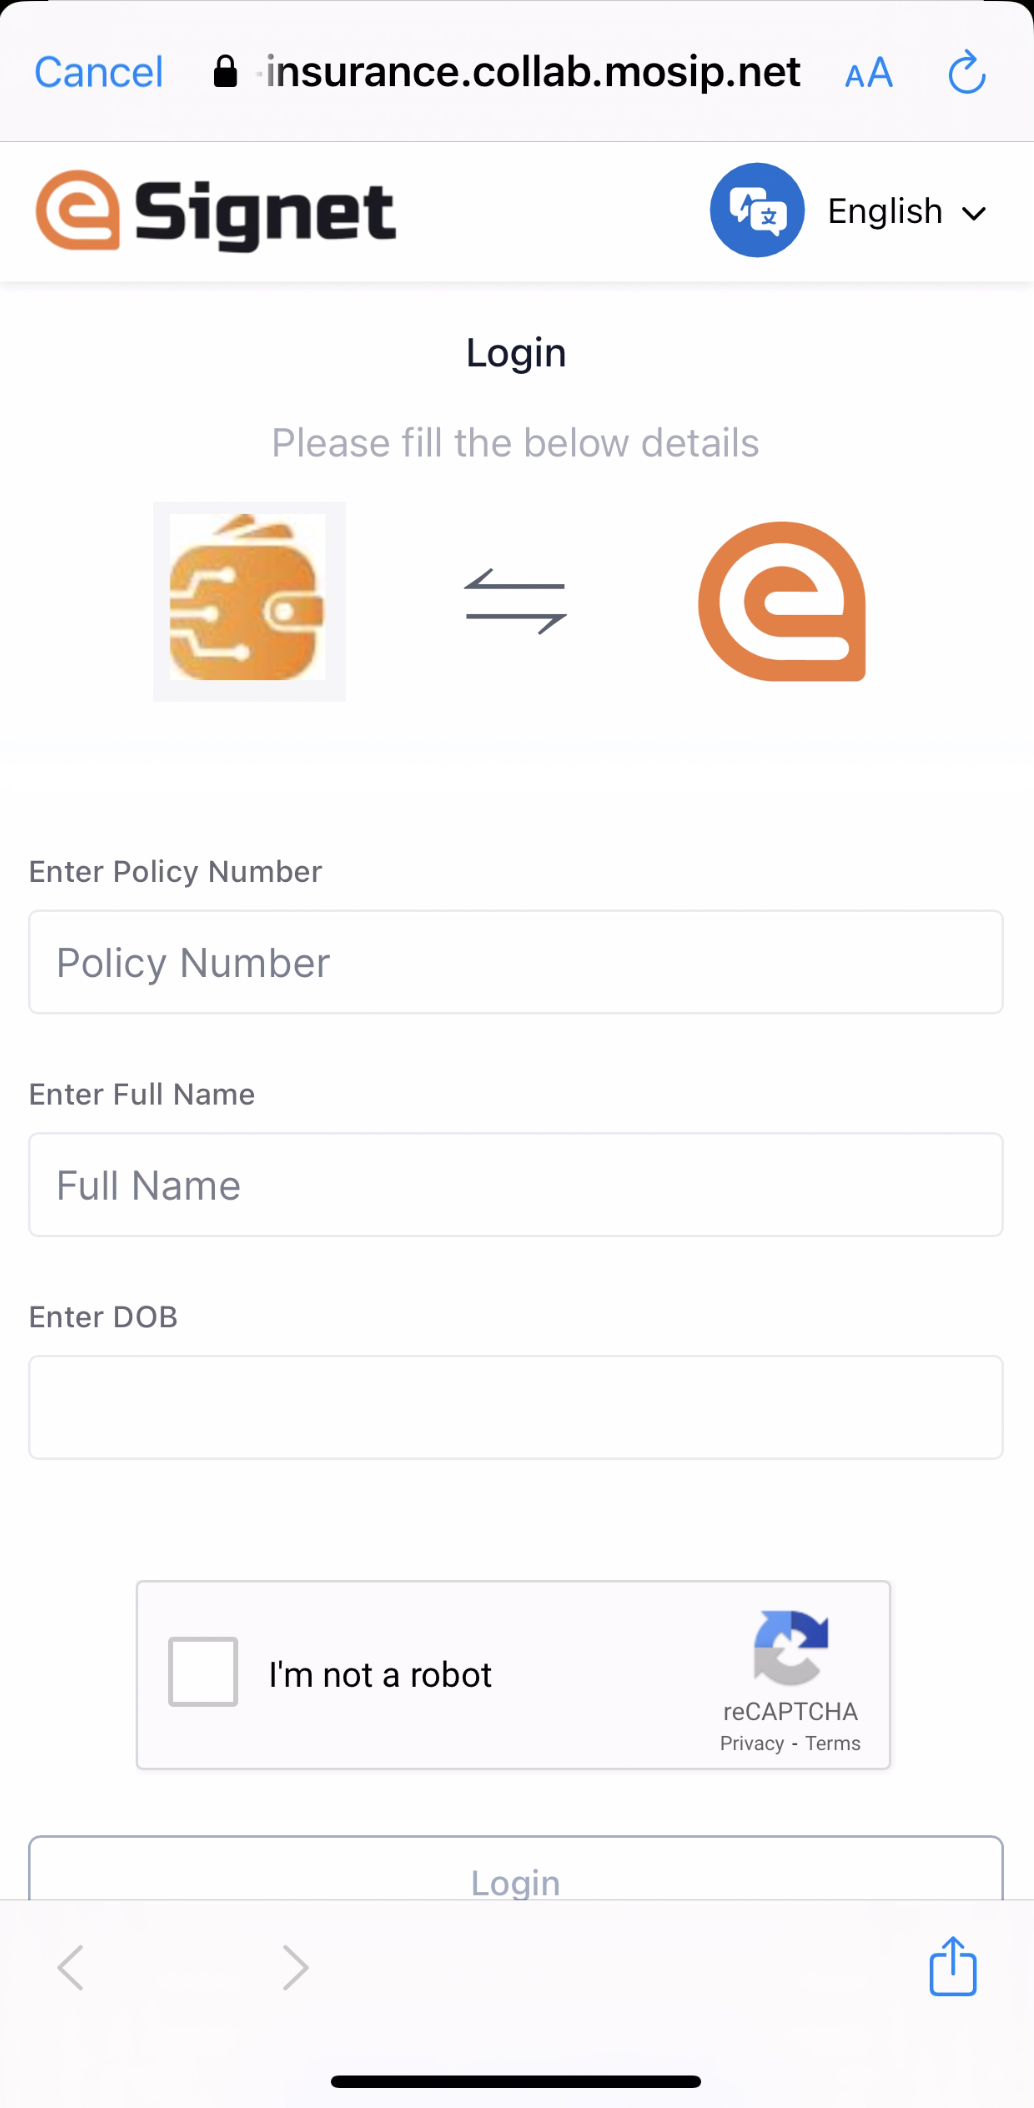 Cancel
-insurance.collab.mosip.net
AA
eSignet
English
Login
Please fill the below details
Enter Policy Number
Policy Number
Enter Full Name
Full Name
Enter DOB
I'm not a robot
reCAPTCHA
Privacy - Terms
Login